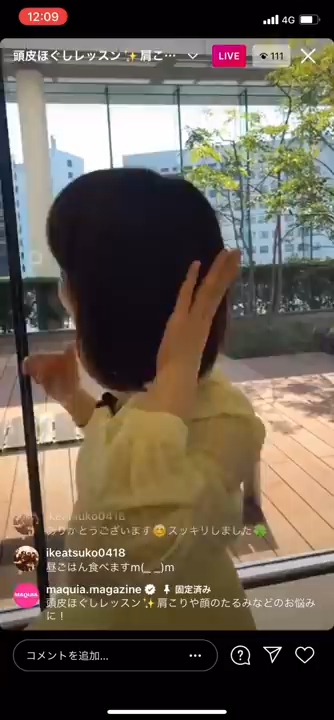 12:09
4G
頭皮ほぐしレッスン✨肩こ…
LIVE
111
ikeatsuko0418
ありがとうございます😊スッキリしました🍀
ikeatsuko0418
昼ごはん食べますm(_ _)m
MAQUIA
maquia.magazine 固定済み
頭皮ほぐしレッスン✨肩こりや顔のたるみなどのお悩み
に！
コメントを追加...